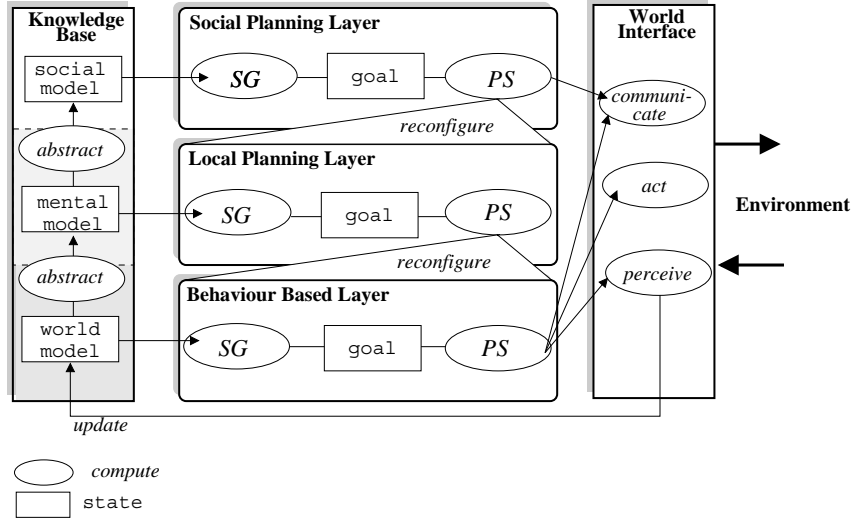 Knowledge
Base
social
model
abstract
mental
model
abstract
world
model
update
Social Planning Layer
SG
goal
PS
reconfigure
Local Planning Layer
SG
goal
PS
reconfigure
Behaviour Based Layer
SG
goal
PS
World
Interface
communi-
cate
act
perceive
Environment
compute
state